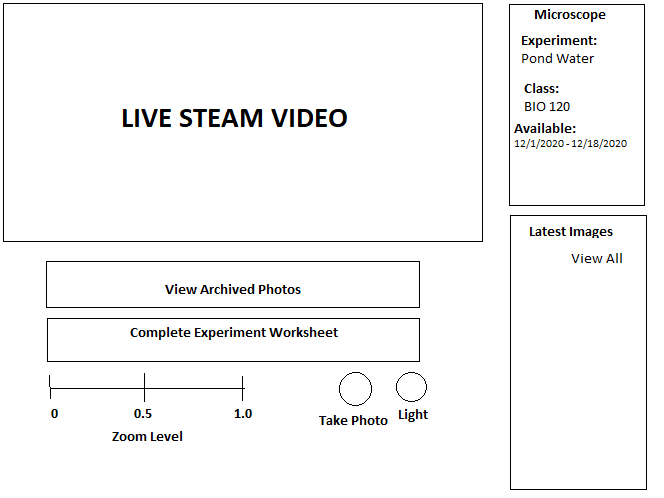 LIVE STEAM VIDEO
Microscope
Experiment:
Pond Water
Class:
BIO 120
Available:
12/1/2020 - 12/18/2020
Latest Images
View All
View Archived Photos
Complete Experiment Worksheet
0 0.5 1.0
Zoom Level
Take Photo Light